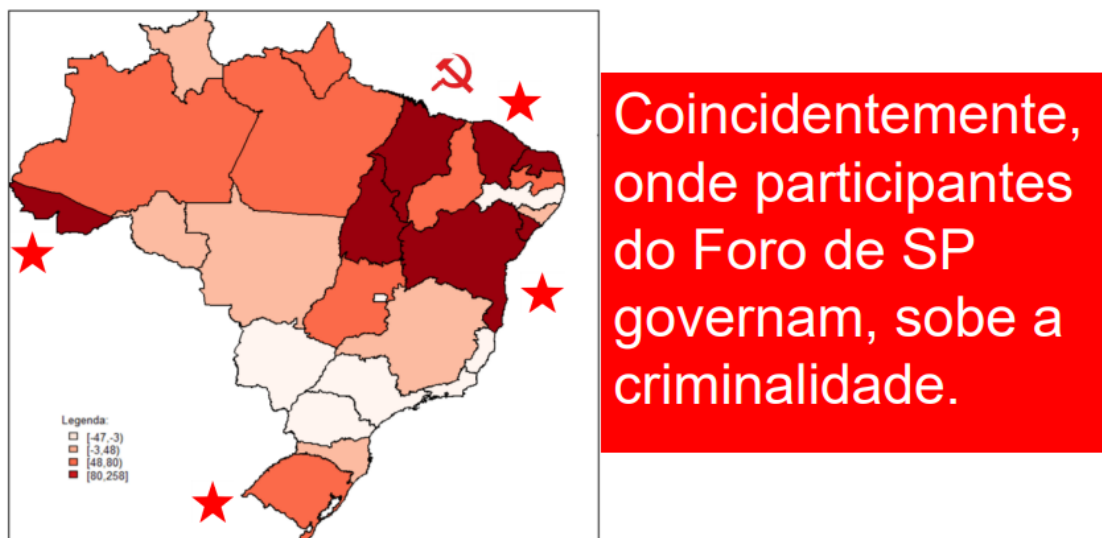 Coincidentemente,
onde participantes
do Foro de SP
governam, sobe a
criminalidade.
Legenda:
[-47,-3)
[-3,48)
[48,80)
[80,258]